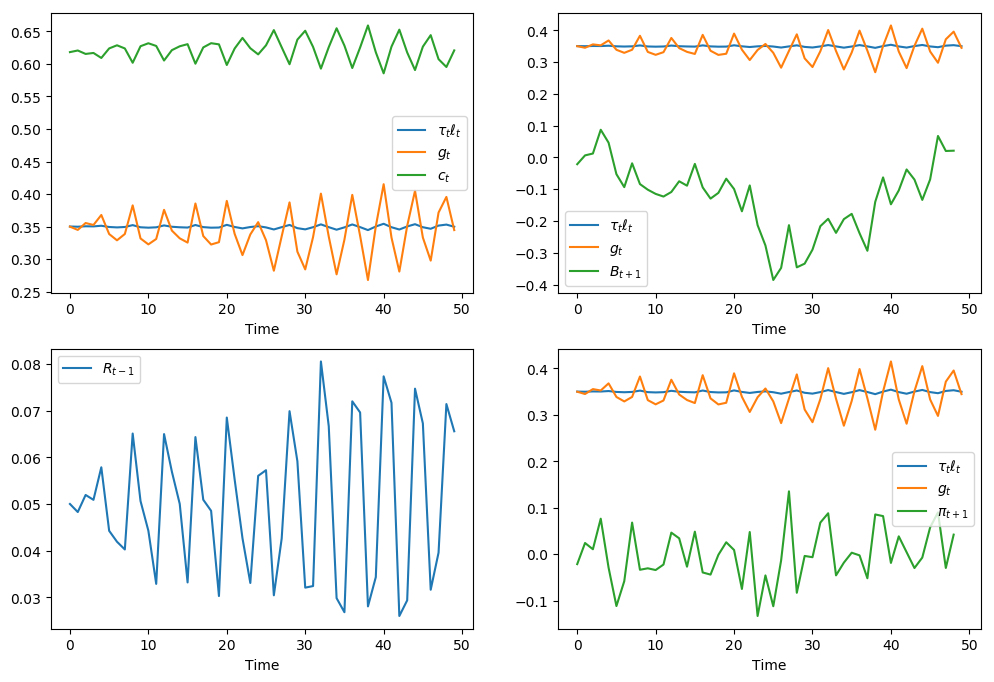 0.65
0.60
0.55
0.50
0.45
0.40
0.35
0.30
0.25
τₜℓₜ
gₜ
cₜ
0 10 20 30 40 50
Time
0.4
0.3
0.2
0.1
0.0
−0.1
−0.2
−0.3
−0.4
τₜℓₜ
gₜ
Bₜ₊₁
0 10 20 30 40 50
Time
0.08
0.07
0.06
0.05
0.04
0.03
Rₜ₋₁
0 10 20 30 40 50
Time
0.4
0.3
0.2
0.1
0.0
−0.1
τₜℓₜ
gₜ
πₜ₊₁
0 10 20 30 40 50
Time